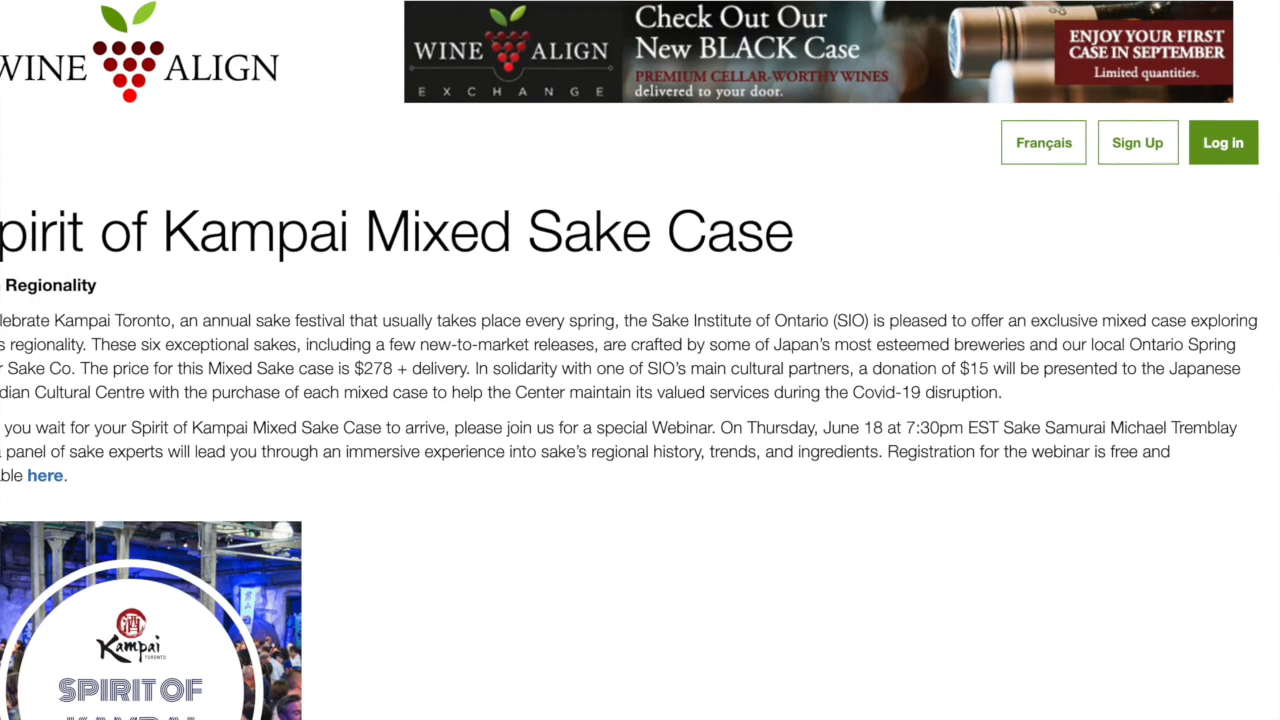 WINE ALIGN
WINE ALIGN
EXCHANGE
Check Out Our
New BLACK Case
PREMIUM CELLAR-WORTHY WINES
delivered to your door.
ENJOY YOUR FIRST
CASE IN SEPTEMBER
Limited quantities.
Français
Sign Up
Log in
pirit of Kampai Mixed Sake Case
Regionality
lebrate Kampai Toronto, an annual sake festival that usually takes place every spring, the Sake Institute of Ontario (SIO) is pleased to offer an exclusive mixed case exploring
s regionality. These six exceptional sakes, including a few new-to-market releases, are crafted by some of Japan's most esteemed breweries and our local Ontario Spring
r Sake Co. The price for this Mixed Sake case is $278 + delivery. In solidarity with one of SIO's main cultural partners, a donation of $15 will be presented to the Japanese
dian Cultural Centre with the purchase of each mixed case to help the Center maintain its valued services during the Covid-19 disruption.
you wait for your Spirit of Kampai Mixed Sake Case to arrive, please join us for a special Webinar. On Thursday, June 18 at 7:30pm EST Sake Samurai Michael Tremblay
panel of sake experts will lead you through an immersive experience into sake's regional history, trends, and ingredients. Registration for the webinar is free and
ble here.
酒
Kampai
TORONTO
SPIRIT OF
KAMPAI